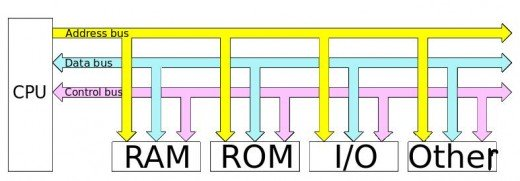 Address bus
Data bus
CPU
Control bus
RAM ROM I/O Other